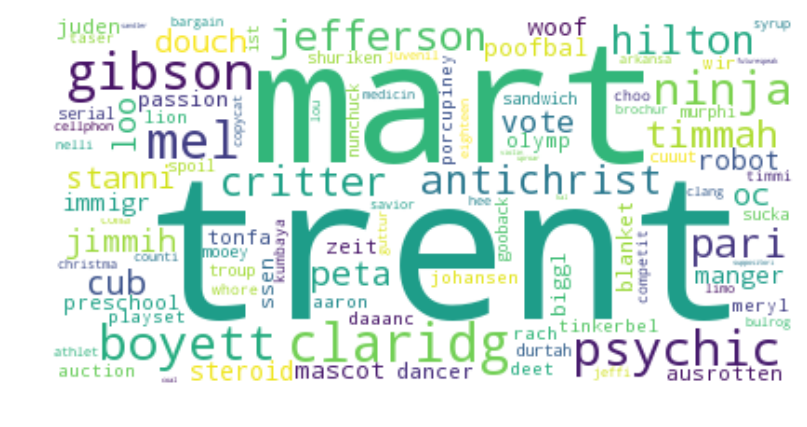 juden bargain woof syrup
taser douch ist jefferson poofbal hilton
shuriken juvenil arkansa
gibson mart wir ninja
loo passion copycat lou nunchuck medicin porcupiney eighteen sandwich choo brochur murphi
serial lion vote timmah
cellphon mel olymp
nelli cuuut robot
spoil timmi
stanni critter antichrist clang oc
immigr trent savior hee sucka
jimmih tonfa kumbaya zeit guttur gooback blanket competit pari
counti mooey
christma troup ssen peta johansen biggl manger
cub whore limo
preschool aaron meryl
playset daaanc rach tinkerbel bulrog
boyett claridg durtah psychic
athlet
auction steroid mascot dancer deet jeffi ausrotten